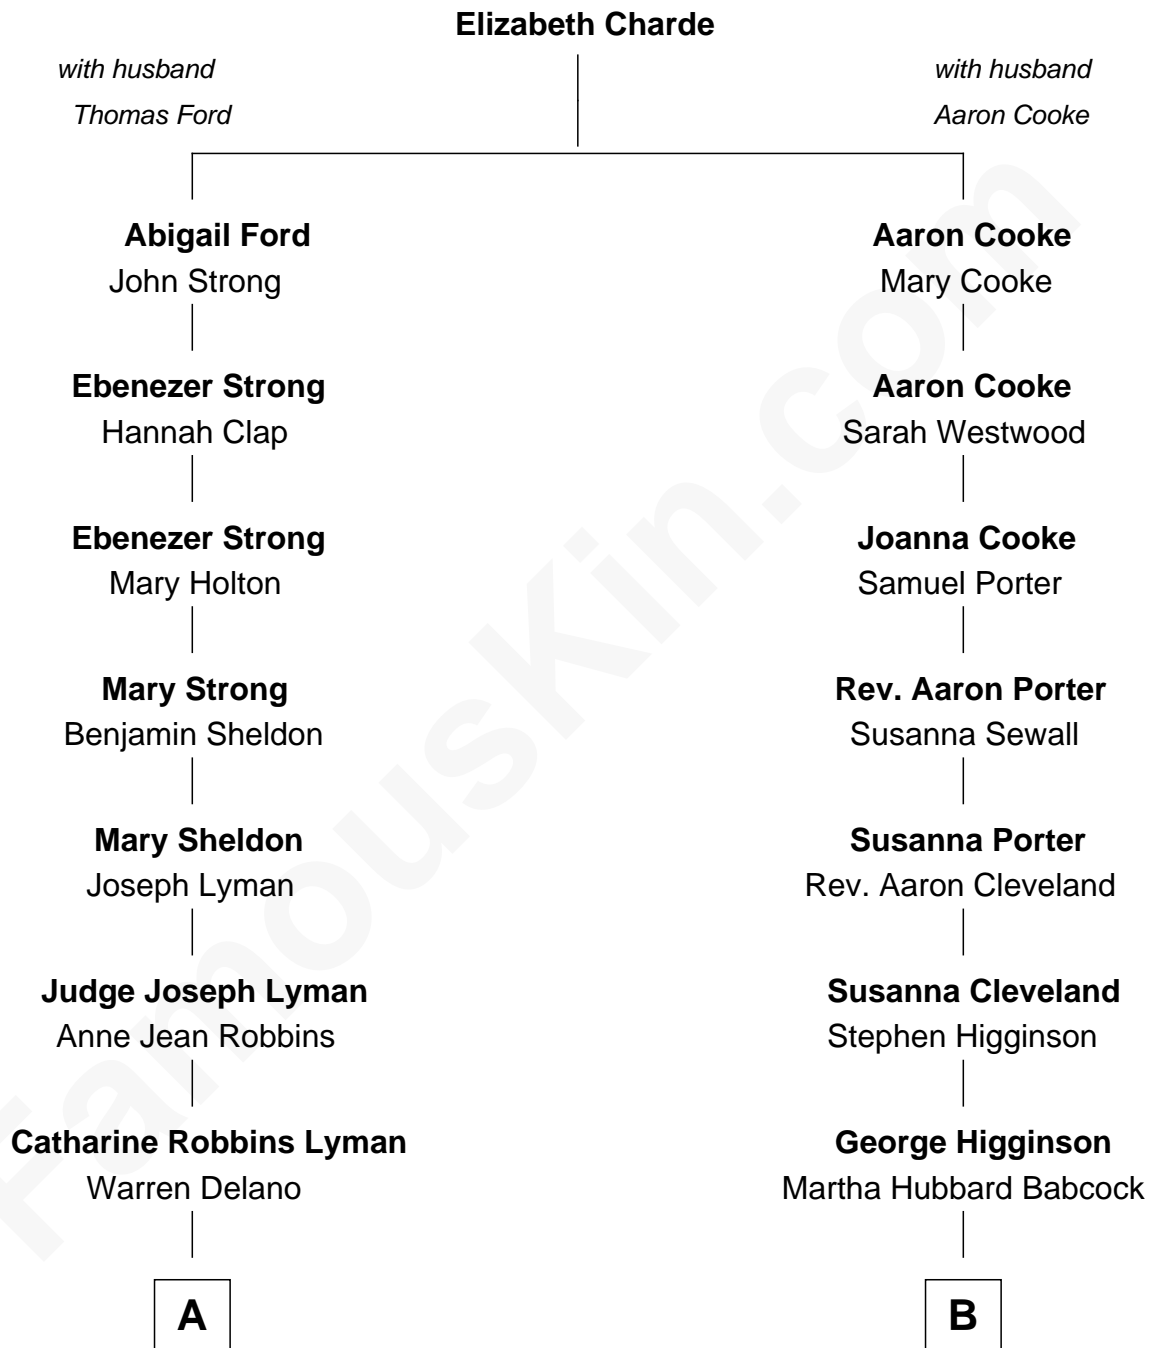 Elizabeth Charde
with husband
Thomas Ford
with husband
Aaron Cooke
Abigail Ford
John Strong
Aaron Cooke
Mary Cooke
Ebenezer Strong
Hannah Clap
Aaron Cooke
Sarah Westwood
Ebenezer Strong
Mary Holton
Joanna Cooke
Samuel Porter
Mary Strong
Benjamin Sheldon
Rev. Aaron Porter
Susanna Sewall
Mary Sheldon
Joseph Lyman
Susanna Porter
Rev. Aaron Cleveland
Judge Joseph Lyman
Anne Jean Robbins
Susanna Cleveland
Stephen Higginson
Catharine Robbins Lyman
Warren Delano
George Higginson
Martha Hubbard Babcock
A
B
FamousKin.com